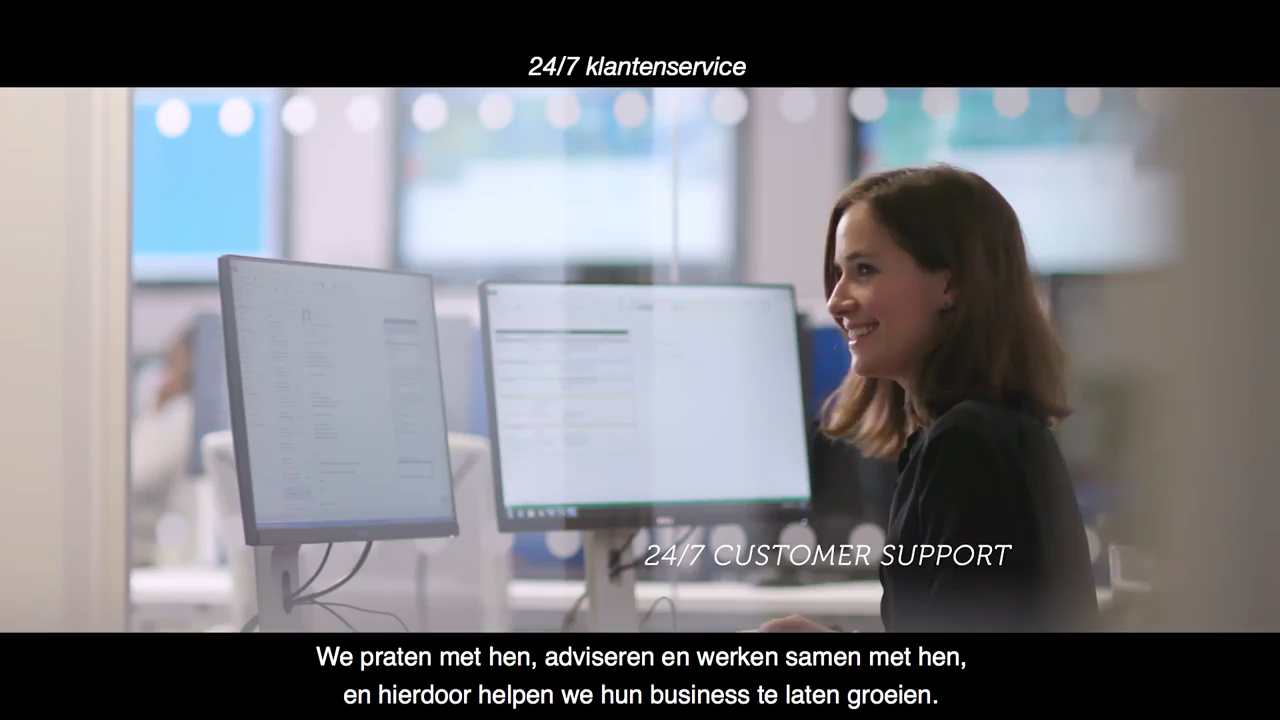 24/7 klantenservice
24/7 CUSTOMER SUPPORT
We praten met hen, adviseren en werken samen met hen,
en hierdoor helpen we hun business te laten groeien.